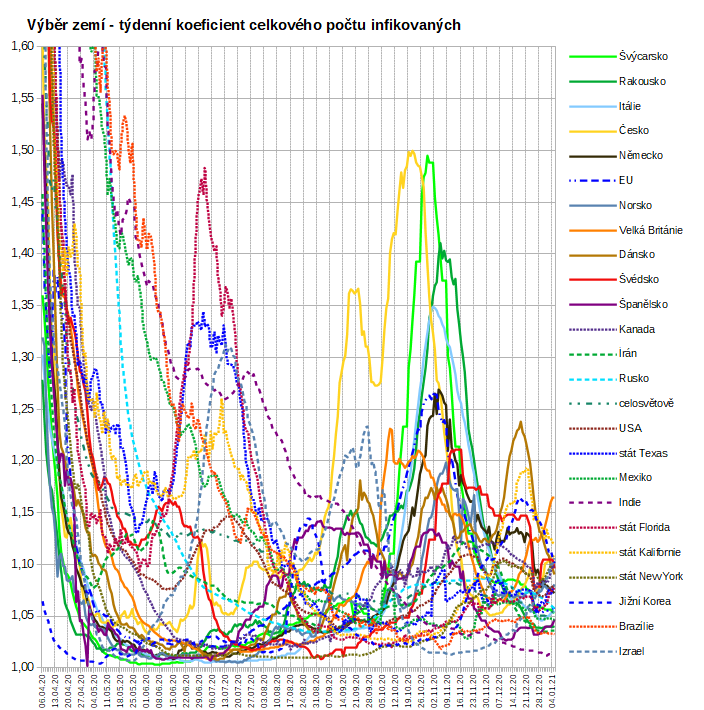 Výběr zemí - týdenní koeficient celkového počtu infikovaných
1,60
1,55
1,50
1,45
1,40
1,35
1,30
1,25
1,20
1,15
1,10
1,05
1,00
Švýcarsko
Rakousko
Itálie
Česko
Německo
EU
Norsko
Velká Británie
Dánsko
Švédsko
Španělsko
Kanada
Írán
Rusko
celosvětově
USA
stát Texas
Mexiko
Indie
stát Florida
stát Kalifornie
stát New York
Jižní Korea
Brazílie
Izrael
06.04.20
13.04.20
20.04.20
27.04.20
04.05.20
11.05.20
18.05.20
25.05.20
01.06.20
08.06.20
15.06.20
22.06.20
29.06.20
06.07.20
13.07.20
20.07.20
27.07.20
03.08.20
10.08.20
17.08.20
24.08.20
31.08.20
07.09.20
14.09.20
21.09.20
28.09.20
05.10.20
12.10.20
19.10.20
26.10.20
02.11.20
09.11.20
16.11.20
23.11.20
30.11.20
07.12.20
14.12.20
21.12.20
28.12.20
04.01.21